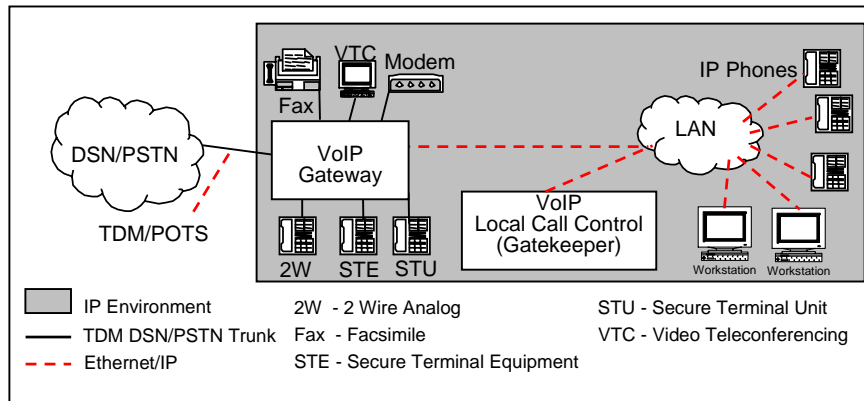 VTC
Modem
Fax
IP Phones
DSN/PSTN
VoIP
Gateway
LAN
TDM/POTS
VoIP
Local Call Control
(Gatekeeper)
2W
STE
STU
Workstation
Workstation
IP Environment
TDM DSN/PSTN Trunk
Ethernet/IP
2W - 2 Wire Analog
Fax - Facsimile
STE - Secure Terminal Equipment
STU - Secure Terminal Unit
VTC - Video Teleconferencing